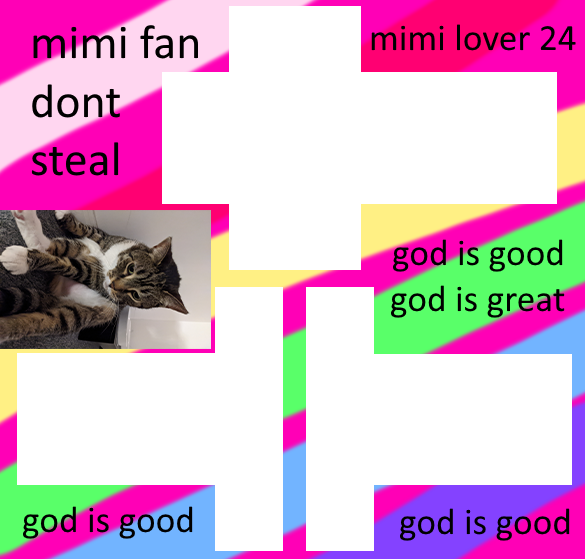 mimi fan
dont
steal
mimi lover 24
god is good
god is great
god is good
god is good